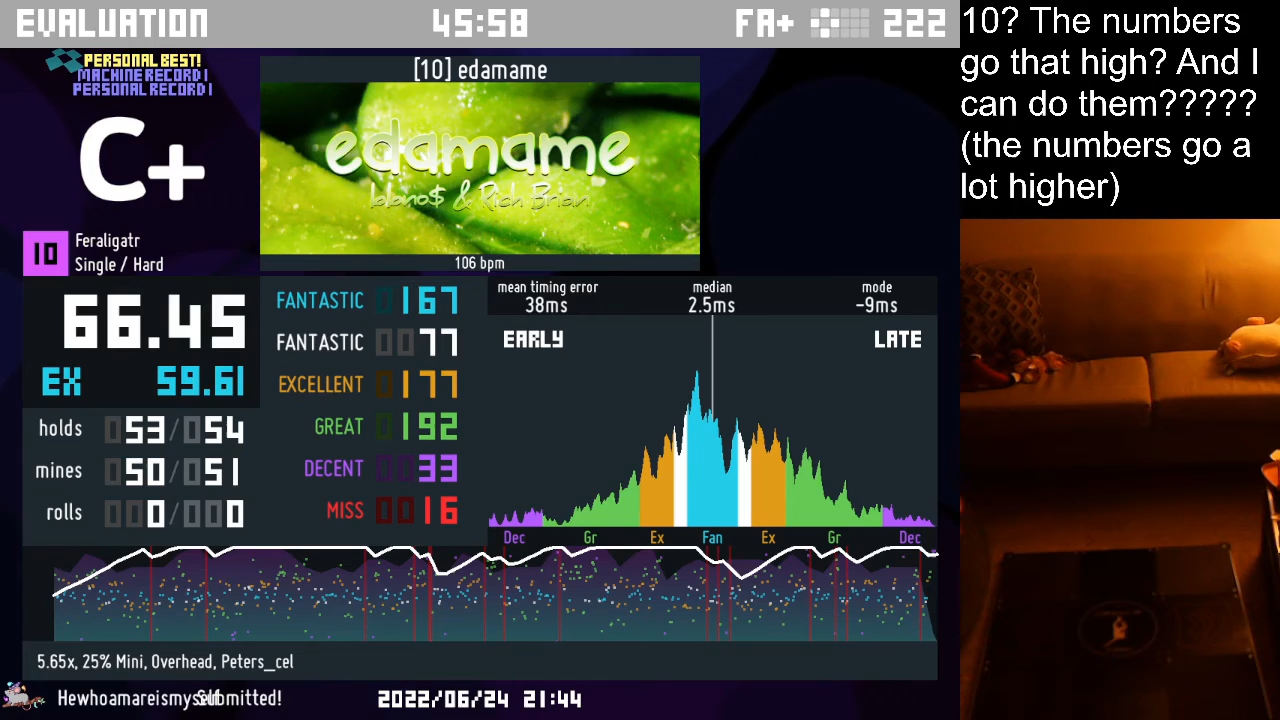 EVALUATION
45:58
FA+
222
PERSONAL BEST!
MACHINE RECORD 1
PERSONAL RECORD 1
C+
[10] edamame
edamame
bbno$ & Rich Brian
106 bpm
10
Feraligatr
Single / Hard
66.45
EX 59.61
holds 053/054
mines 050/051
rolls 000/000
FANTASTIC 0167
FANTASTIC 0077
EXCELLENT 0177
GREAT 0192
DECENT 0033
MISS 0016
mean timing error
38ms
median
2.5ms
mode
-9ms
EARLY
LATE
Dec Gr Ex Fan Ex Gr Dec
5.65x, 25% Mini, Overhead, Peters_cel
Hewhoamareismyself
Submitted!
2022/06/24 21:44
10? The numbers
go that high? And I
can do them?????
(the numbers go a
lot higher)